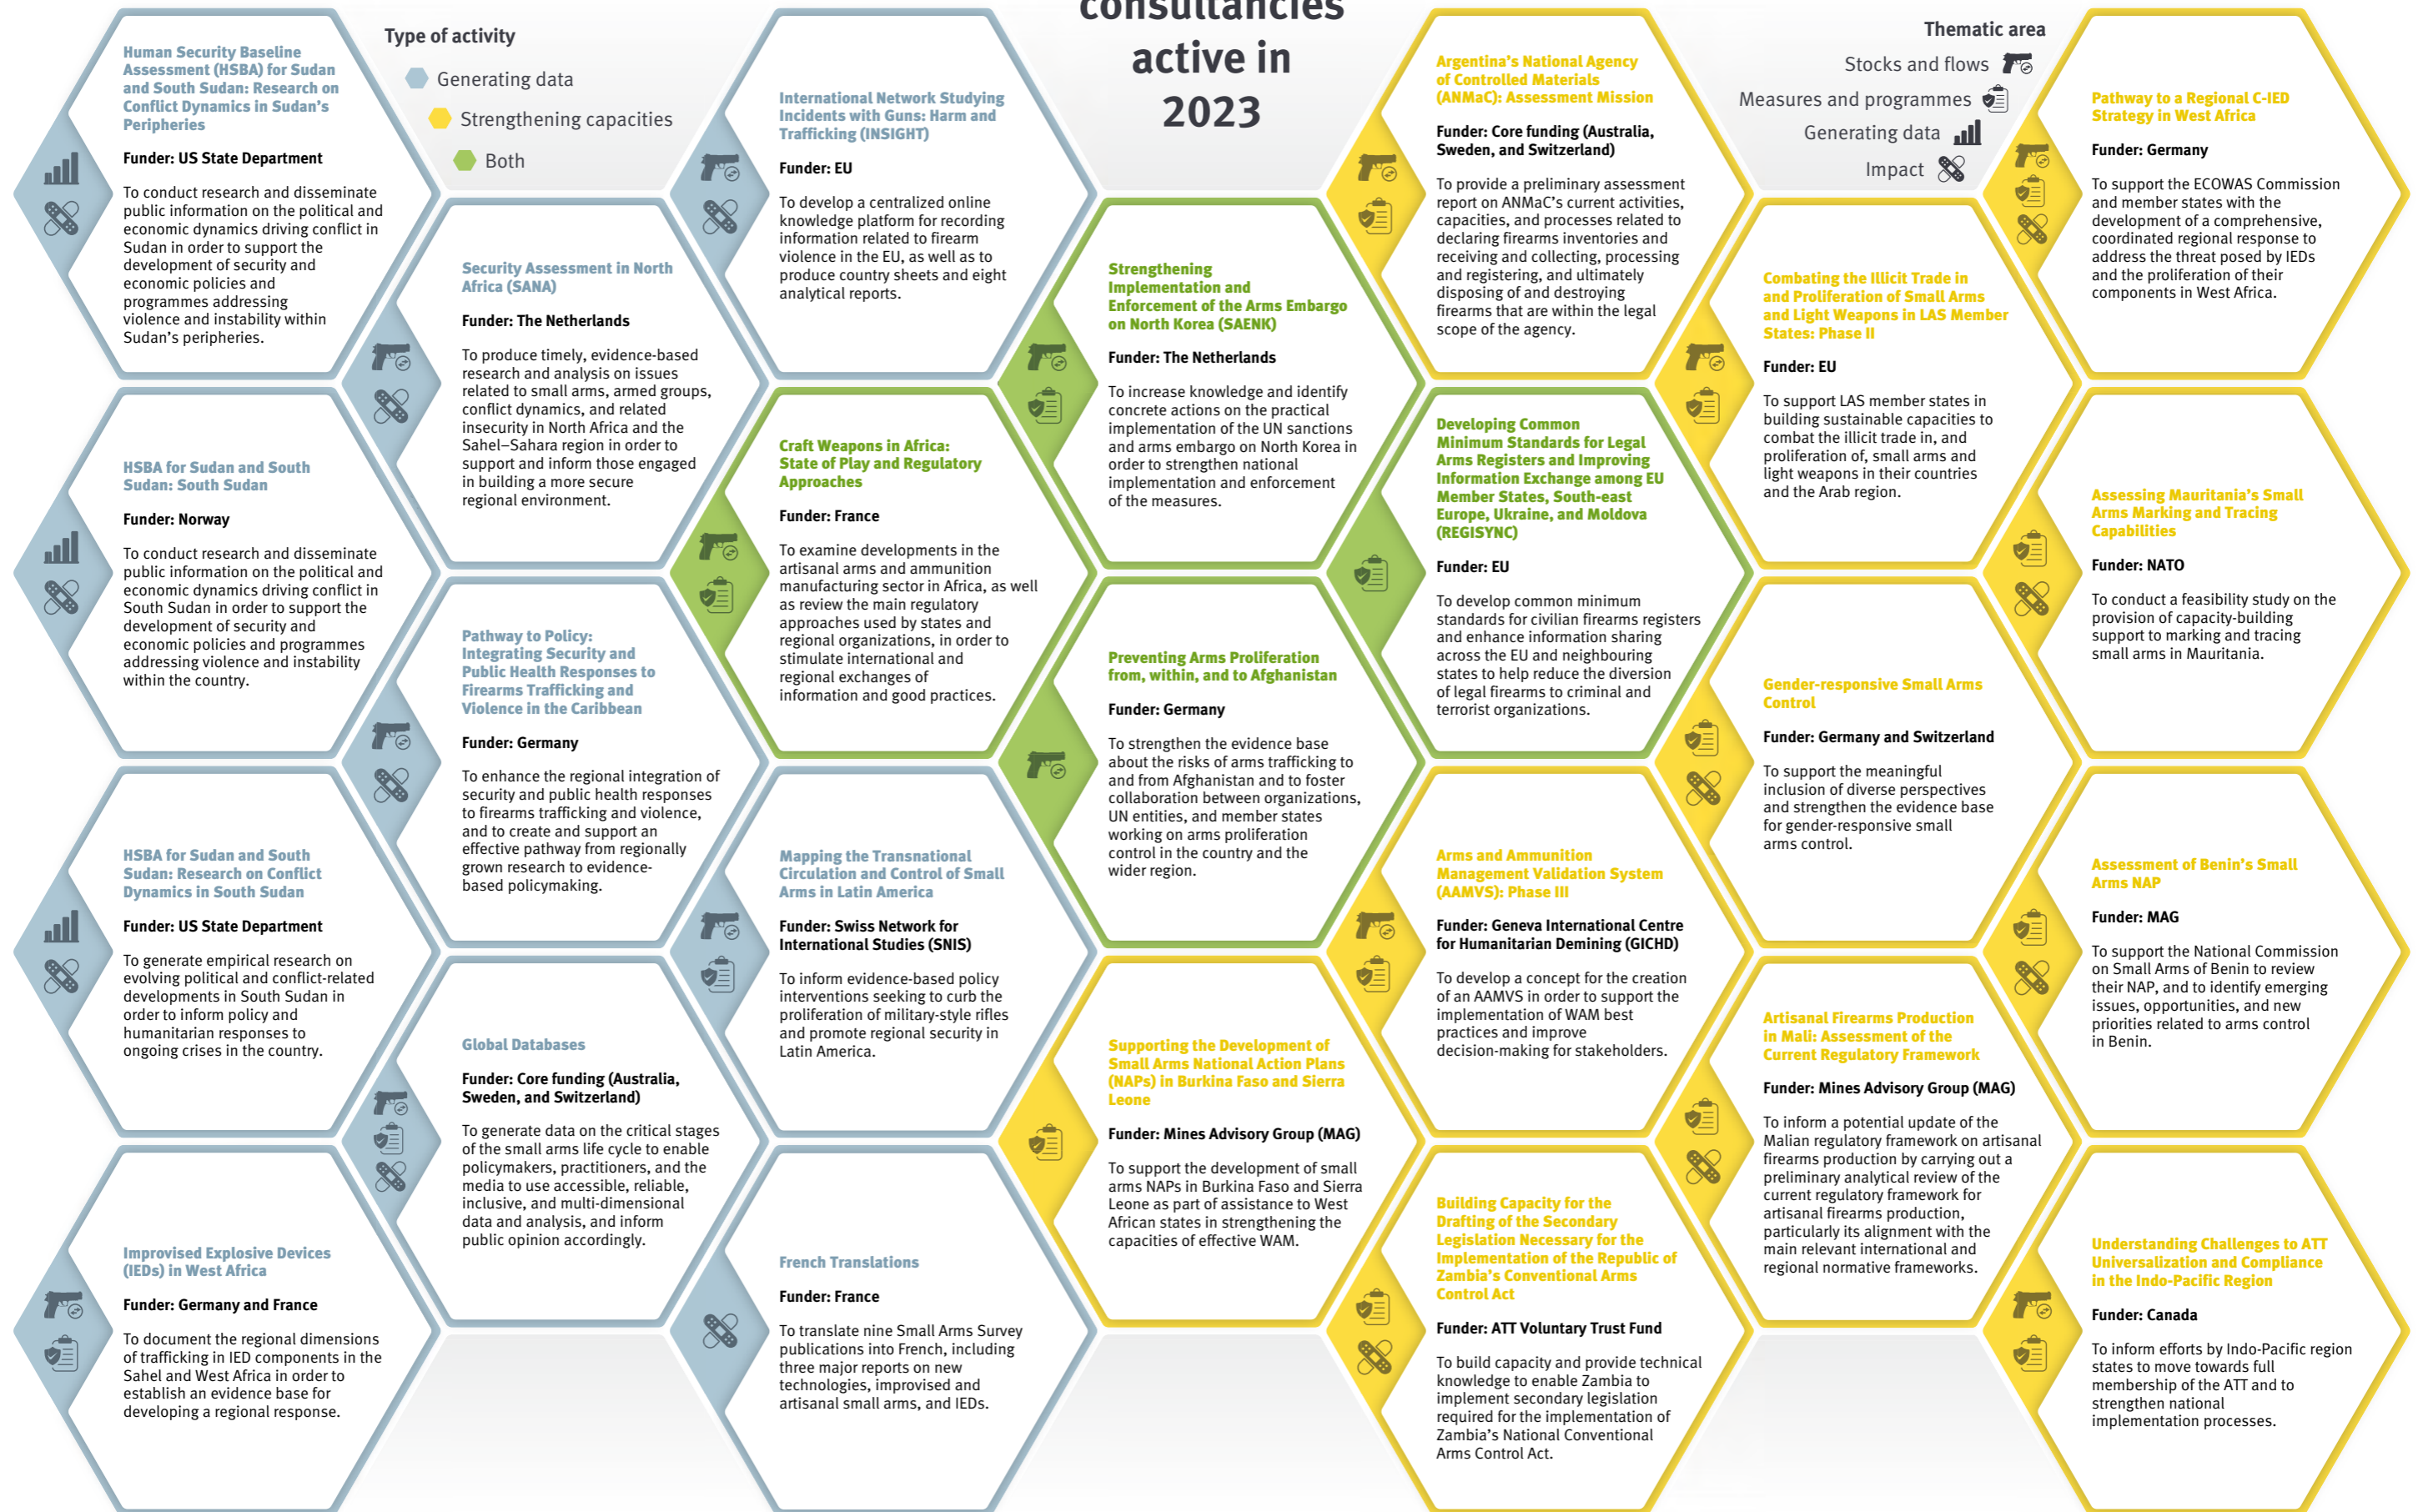 consultancies
active in
2023
Type of activity
Generating data
Strengthening capacities
Both
Thematic area
Stocks and flows
Measures and programmes
Generating data
Impact
Human Security Baseline
Assessment (HSBA) for Sudan
and South Sudan: Research on
Conflict Dynamics in Sudan's
Peripheries
Funder: US State Department
To conduct research and disseminate
public information on the political and
economic dynamics driving conflict in
Sudan in order to support the
development of security and
economic policies and
programmes addressing
violence and instability within
Sudan's peripheries.
HSBA for Sudan and South
Sudan: South Sudan
Funder: Norway
To conduct research and disseminate
public information on the political and
economic dynamics driving conflict in
South Sudan in order to support the
development of security and
economic policies and programmes
addressing violence and instability
within the country.
HSBA for Sudan and South
Sudan: Research on Conflict
Dynamics in South Sudan
Funder: US State Department
To generate empirical research on
evolving political and conflict-related
developments in South Sudan in
order to inform policy and
humanitarian responses to
ongoing crises in the country.
Improvised Explosive Devices
(IEDs) in West Africa
Funder: Germany and France
To document the regional dimensions
of trafficking in IED components in the
Sahel and West Africa in order to
establish an evidence base for
developing a regional response.
Security Assessment in North
Africa (SANA)
Funder: The Netherlands
To produce timely, evidence-based
research and analysis on issues
related to small arms, armed groups,
conflict dynamics, and related
insecurity in North Africa and the
Sahel–Sahara region in order to
support and inform those engaged
in building a more secure
regional environment.
Pathway to Policy:
Integrating Security and
Public Health Responses to
Firearms Trafficking and
Violence in the Caribbean
Funder: Germany
To enhance the regional integration of
security and public health responses
to firearms trafficking and violence,
and to create and support an
effective pathway from regionally
grown research to evidence-
based policymaking.
Global Databases
Funder: Core funding (Australia,
Sweden, and Switzerland)
To generate data on the critical stages
of the small arms life cycle to enable
policymakers, practitioners, and the
media to use accessible, reliable,
inclusive, and multi-dimensional
data and analysis, and inform
public opinion accordingly.
International Network Studying
Incidents with Guns: Harm and
Trafficking (INSIGHT)
Funder: EU
To develop a centralized online
knowledge platform for recording
information related to firearm
violence in the EU, as well as to
produce country sheets and eight
analytical reports.
Craft Weapons in Africa:
State of Play and Regulatory
Approaches
Funder: France
To examine developments in the
artisanal arms and ammunition
manufacturing sector in Africa, as well
as review the main regulatory
approaches used by states and
regional organizations, in order to
stimulate international and
regional exchanges of
information and good practices.
Mapping the Transnational
Circulation and Control of Small
Arms in Latin America
Funder: Swiss Network for
International Studies (SNIS)
To inform evidence-based policy
interventions seeking to curb the
proliferation of military-style rifles
and promote regional security in
Latin America.
French Translations
Funder: France
To translate nine Small Arms Survey
publications into French, including
three major reports on new
technologies, improvised and
artisanal small arms, and IEDs.
Strengthening
Implementation and
Enforcement of the Arms Embargo
on North Korea (SAENK)
Funder: The Netherlands
To increase knowledge and identify
concrete actions on the practical
implementation of the UN sanctions
and arms embargo on North Korea in
order to strengthen national
implementation and enforcement
of the measures.
Preventing Arms Proliferation
from, within, and to Afghanistan
Funder: Germany
To strengthen the evidence base
about the risks of arms trafficking to
and from Afghanistan and to foster
collaboration between organizations,
UN entities, and member states
working on arms proliferation
control in the country and the
wider region.
Supporting the Development of
Small Arms National Action Plans
(NAPs) in Burkina Faso and Sierra
Leone
Funder: Mines Advisory Group (MAG)
To support the development of small
arms NAPs in Burkina Faso and Sierra
Leone as part of assistance to West
African states in strengthening the
capacities of effective WAM.
Argentina's National Agency
of Controlled Materials
(ANMaC): Assessment Mission
Funder: Core funding (Australia,
Sweden, and Switzerland)
To provide a preliminary assessment
report on ANMaC's current activities,
capacities, and processes related to
declaring firearms inventories and
receiving and collecting, processing
and registering, and ultimately
disposing of and destroying
firearms that are within the legal
scope of the agency.
Developing Common
Minimum Standards for Legal
Arms Registers and Improving
Information Exchange among EU
Member States, South-east
Europe, Ukraine, and Moldova
(REGISYNC)
Funder: EU
To develop common minimum
standards for civilian firearms registers
and enhance information sharing
across the EU and neighbouring
states to help reduce the diversion
of legal firearms to criminal and
terrorist organizations.
Arms and Ammunition
Management Validation System
(AAMVS): Phase III
Funder: Geneva International Centre
for Humanitarian Demining (GICHD)
To develop a concept for the creation
of an AAMVS in order to support the
implementation of WAM best
practices and improve
decision-making for stakeholders.
Building Capacity for the
Drafting of the Secondary
Legislation Necessary for the
Implementation of the Republic of
Zambia's Conventional Arms
Control Act
Funder: ATT Voluntary Trust Fund
To build capacity and provide technical
knowledge to enable Zambia to
implement secondary legislation
required for the implementation of
Zambia's National Conventional
Arms Control Act.
Combating the Illicit Trade in
and Proliferation of Small Arms
and Light Weapons in LAS Member
States: Phase II
Funder: EU
To support LAS member states in
building sustainable capacities to
combat the illicit trade in, and
proliferation of, small arms and
light weapons in their countries
and the Arab region.
Gender-responsive Small Arms
Control
Funder: Germany and Switzerland
To support the meaningful
inclusion of diverse perspectives
and strengthen the evidence base
for gender-responsive small
arms control.
Artisanal Firearms Production
in Mali: Assessment of the
Current Regulatory Framework
Funder: Mines Advisory Group (MAG)
To inform a potential update of the
Malian regulatory framework on artisanal
firearms production by carrying out a
preliminary analytical review of the
current regulatory framework for
artisanal firearms production,
particularly its alignment with the
main relevant international and
regional normative frameworks.
Pathway to a Regional C-IED
Strategy in West Africa
Funder: Germany
To support the ECOWAS Commission
and member states with the
development of a comprehensive,
coordinated regional response to
address the threat posed by IEDs
and the proliferation of their
components in West Africa.
Assessing Mauritania's Small
Arms Marking and Tracing
Capabilities
Funder: NATO
To conduct a feasibility study on the
provision of capacity-building
support to marking and tracing
small arms in Mauritania.
Assessment of Benin's Small
Arms NAP
Funder: MAG
To support the National Commission
on Small Arms of Benin to review
their NAP, and to identify emerging
issues, opportunities, and new
priorities related to arms control
in Benin.
Understanding Challenges to ATT
Universalization and Compliance
in the Indo-Pacific Region
Funder: Canada
To inform efforts by Indo-Pacific region
states to move towards full
membership of the ATT and to
strengthen national
implementation processes.